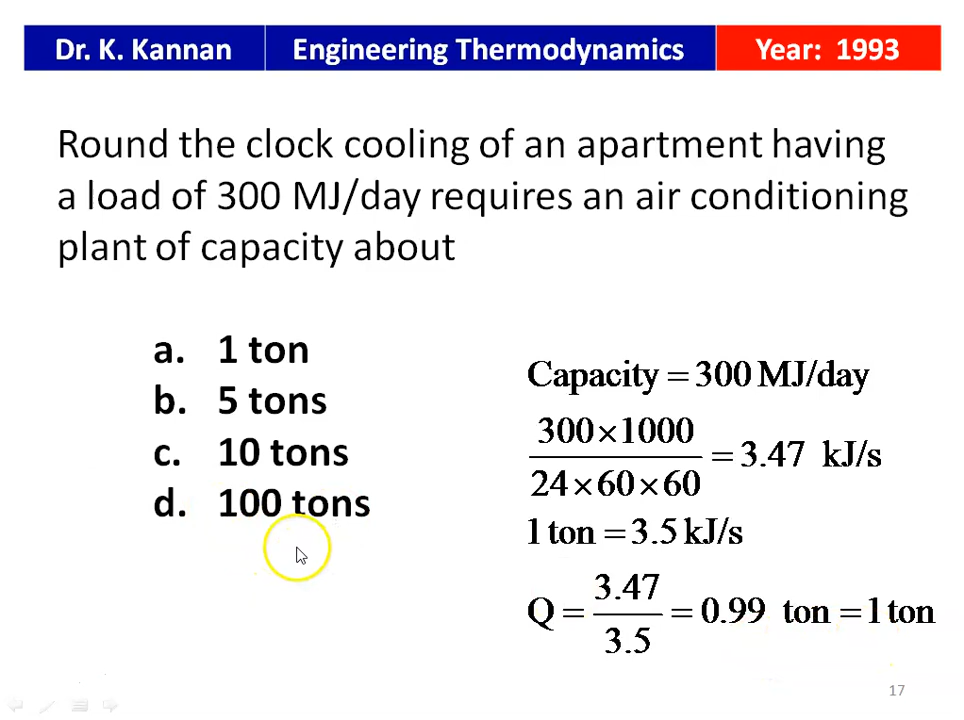 Dr. K. Kannan Engineering Thermodynamics Year: 1993
Round the clock cooling of an apartment having
a load of 300 MJ/day requires an air conditioning
plant of capacity about
a. 1 ton
b. 5 tons
c. 10 tons
d. 100 tons
Capacity = 300 MJ/day
300×1000
24×60×60
= 3.47 kJ/s
1 ton = 3.5 kJ/s
Q = 3.47
3.5
= 0.99 ton = 1 ton
17